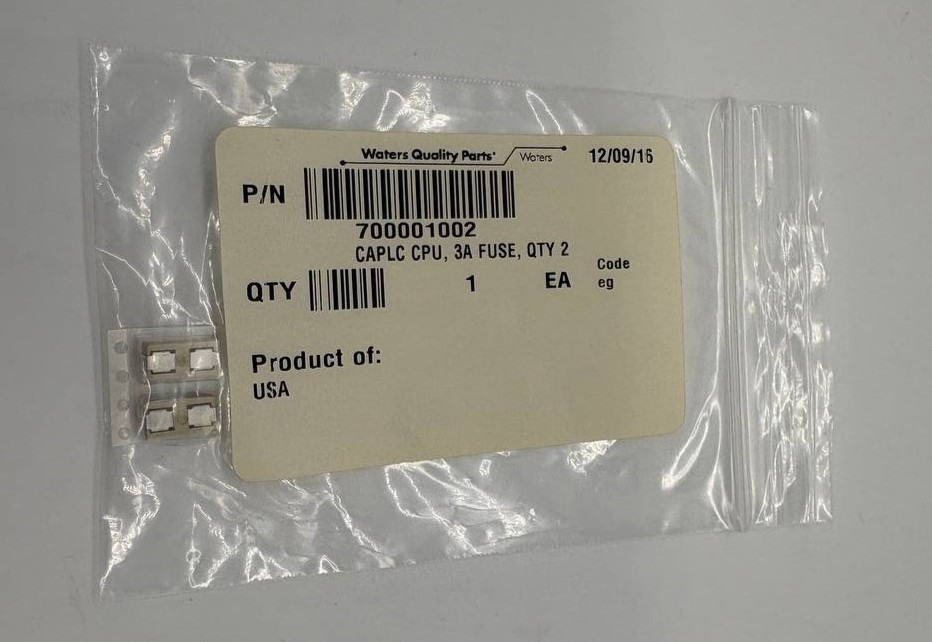 Waters Quality Parts® Waters 12/09/16
P/N
700001002
CAPLC CPU, 3A FUSE, QTY 2
QTY 1 EA Code
eg
Product of:
USA